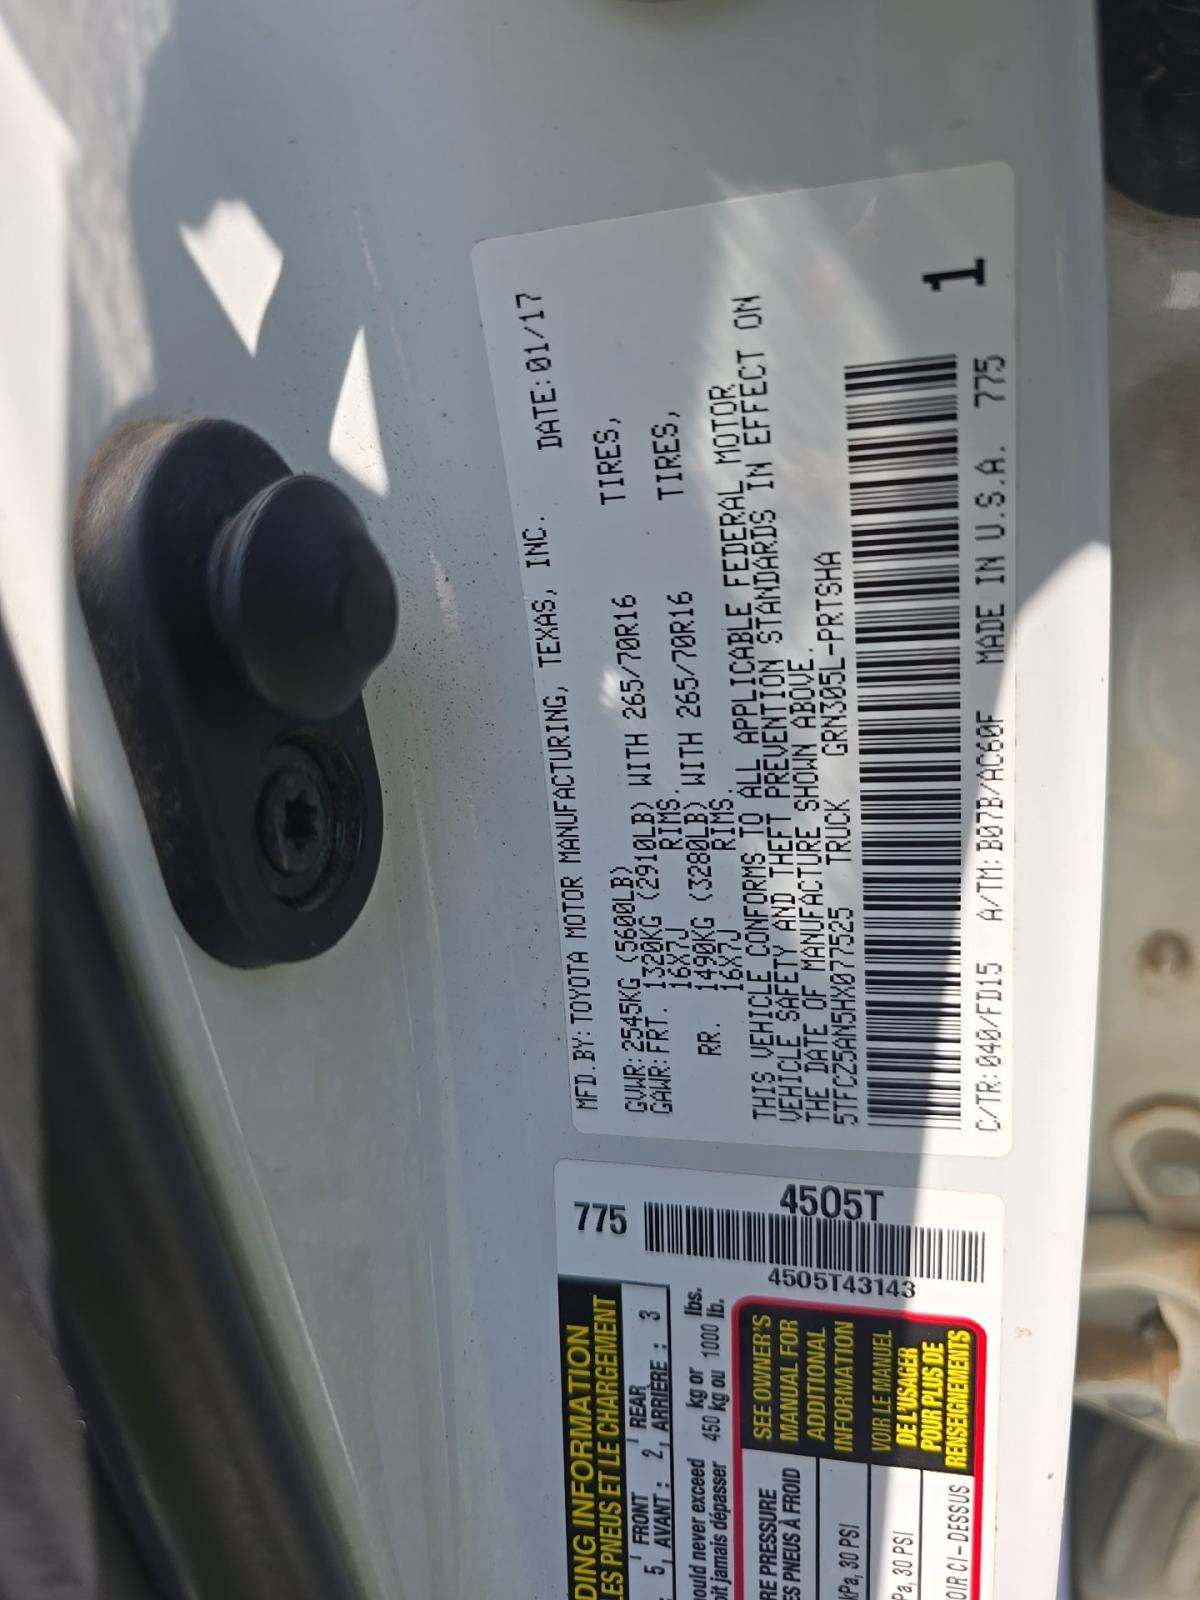 MFD.BY:TOYOTA MOTOR MANUFACTURING, TEXAS, INC. DATE:01/17
GVWR:2545KG (5600LB)
GAWR:FRT. 1320KG (2910LB) WITH 265/70R16 TIRES,
16X7J RIMS.
RR. 1490KG (3280LB) WITH 265/70R16 TIRES,
16X7J RIMS.
THIS VEHICLE CONFORMS TO ALL APPLICABLE FEDERAL MOTOR
VEHICLE SAFETY AND THEFT PREVENTION STANDARDS IN EFFECT ON
THE DATE OF MANUFACTURE SHOWN ABOVE.
5TFCZ5AN5HX077525 TRUCK GRN305L-PRTSHA
1
C/TR:040/FD15 A/TM:B07B/AC60F MADE IN U.S.A. 775
775
4505T
4505T43143
DING INFORMATION
LES PNEUS ET LE CHARGEMENT
5, FRONT 2, REAR 3
AVANT : ARRIÈRE :
ould never exceed 450 kg or lbs.
oit jamais dépasser kg ou 1000 lb.
RE PRESSURE
ES PNEUS À FROID
kPa, 30 PSI
Pa, 30 PSI
OIR CI-DESSUS
SEE OWNER'S
MANUAL FOR
ADDITIONAL
INFORMATION
VOIR LE MANUEL
DE L'USAGER
POUR PLUS DE
RENSEIGNEMENTS